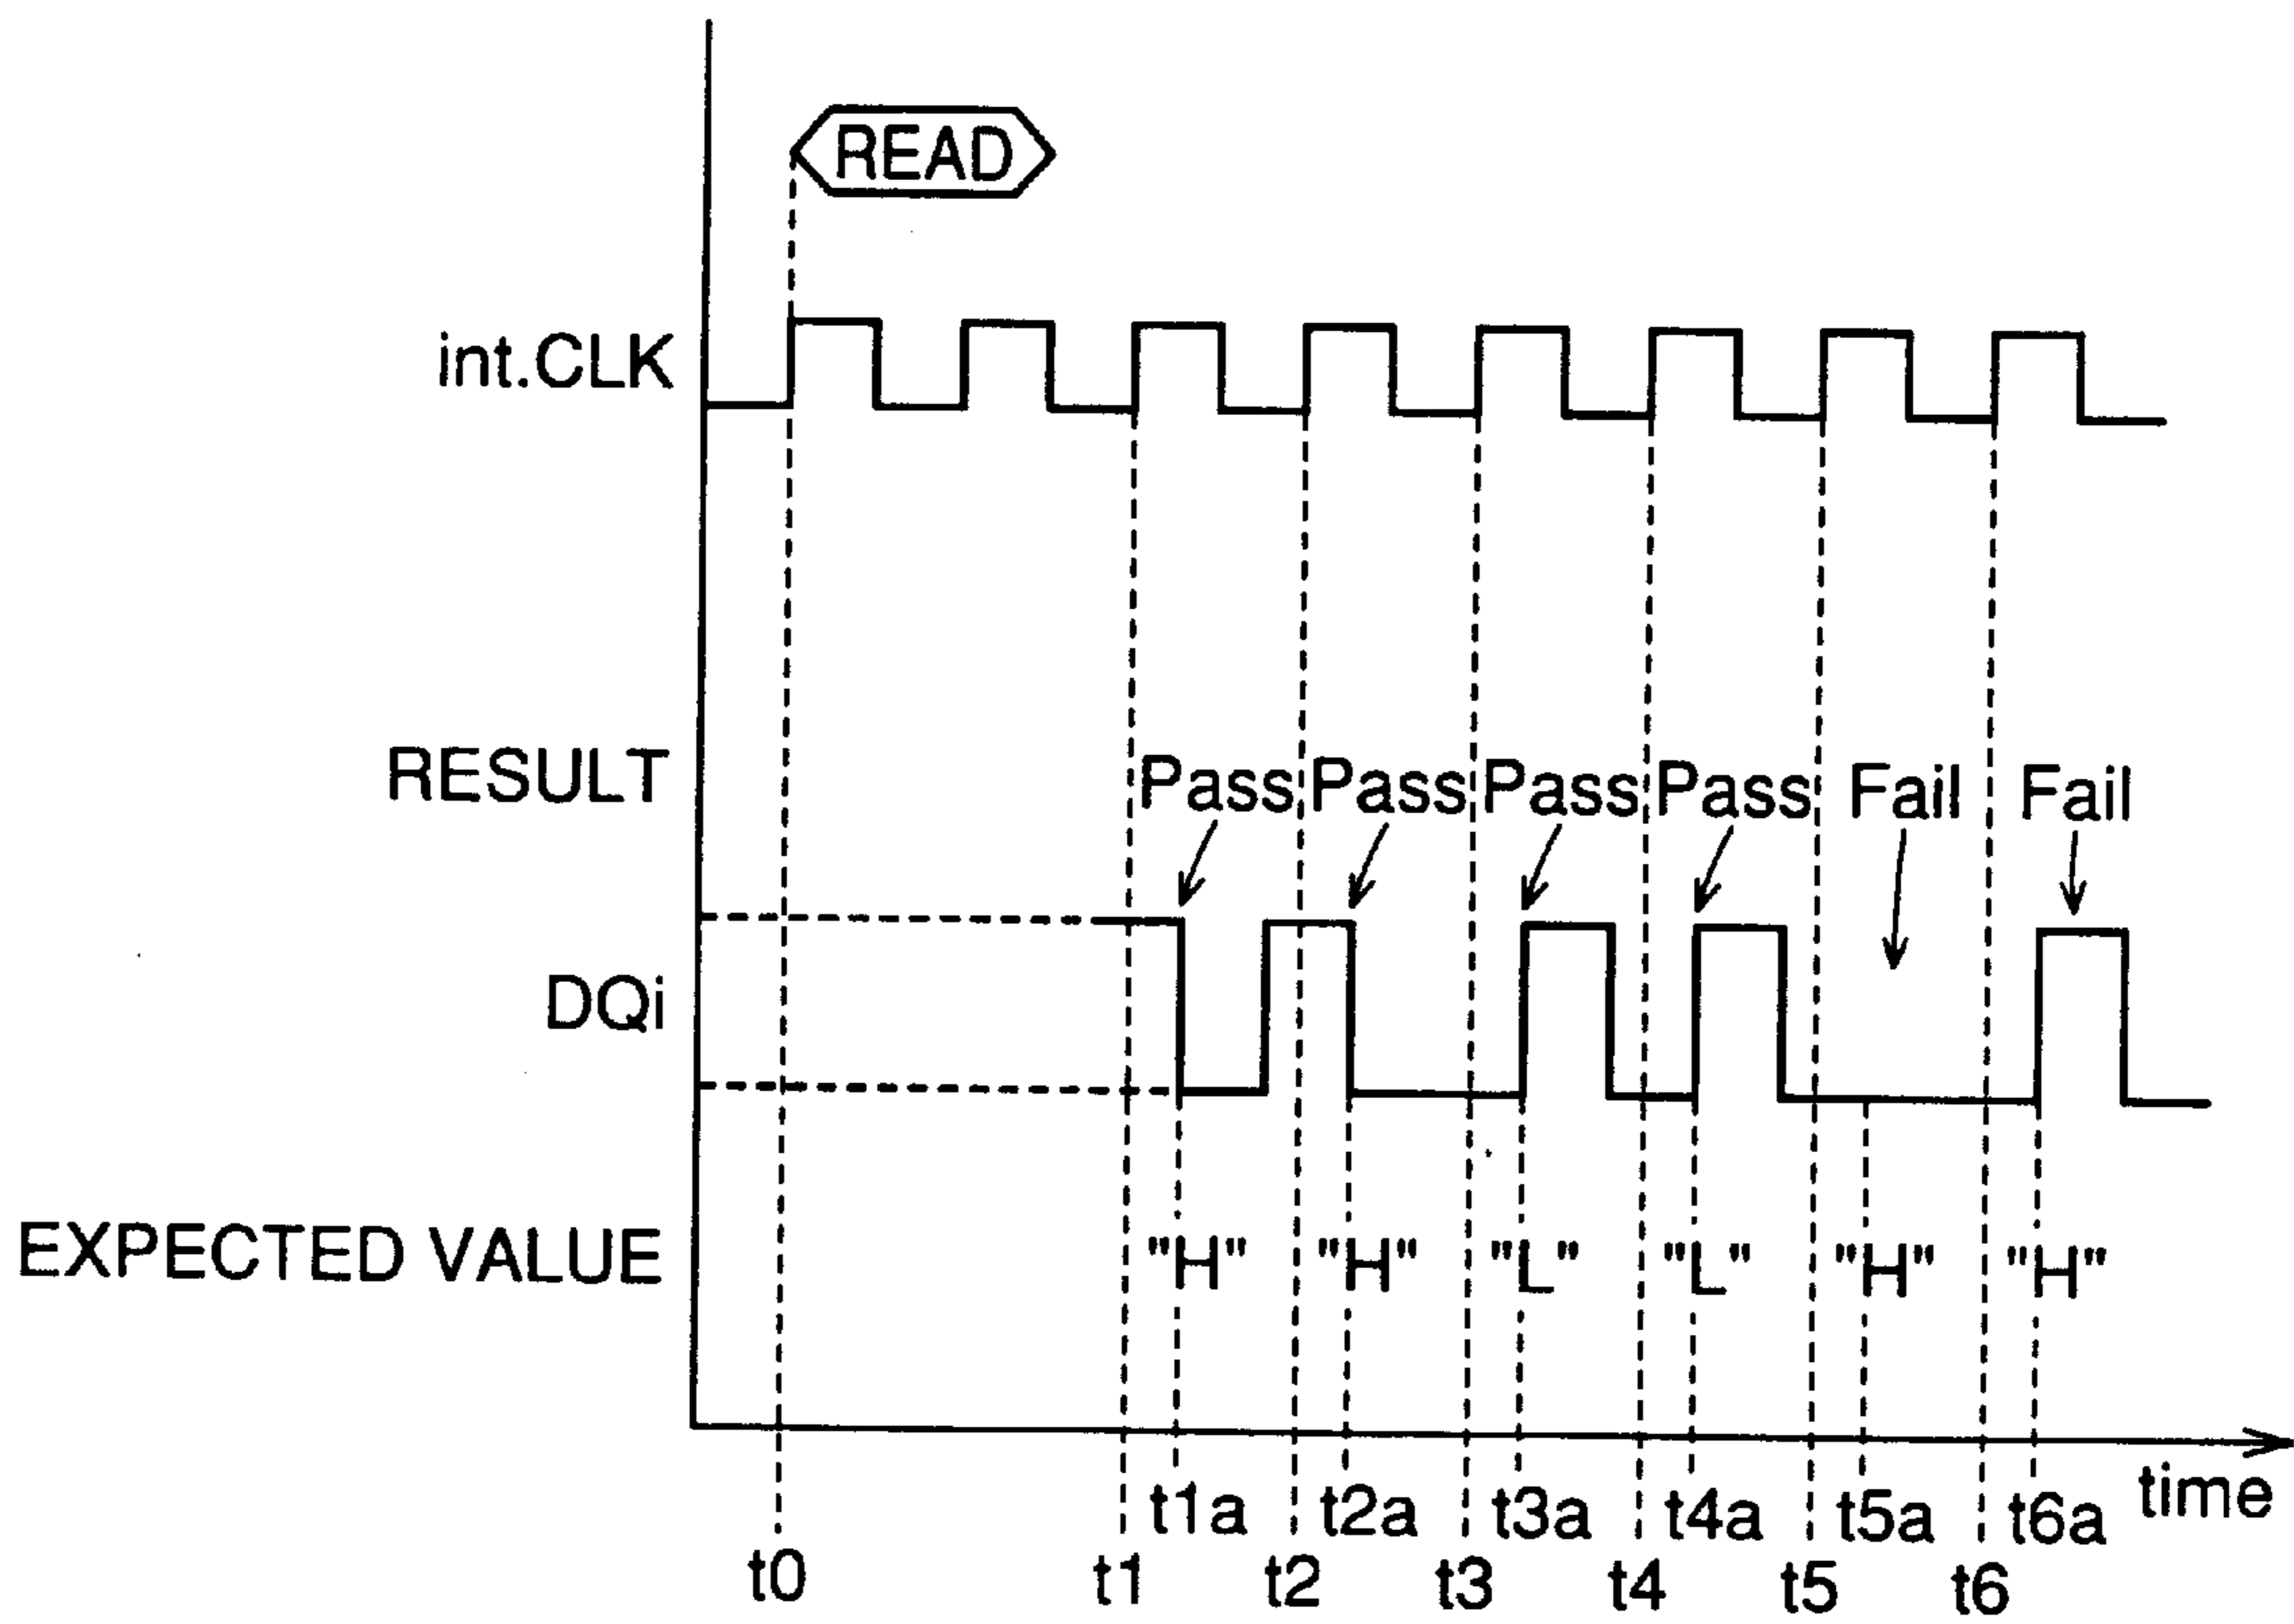 READ
int.CLK
RESULT Pass Pass Pass Pass Fail Fail
DQi
EXPECTED VALUE "H" "H" "L" "L" "H" "H"
t1a t2a t3a t4a t5a t6a time
t0 t1 t2 t3 t4 t5 t6